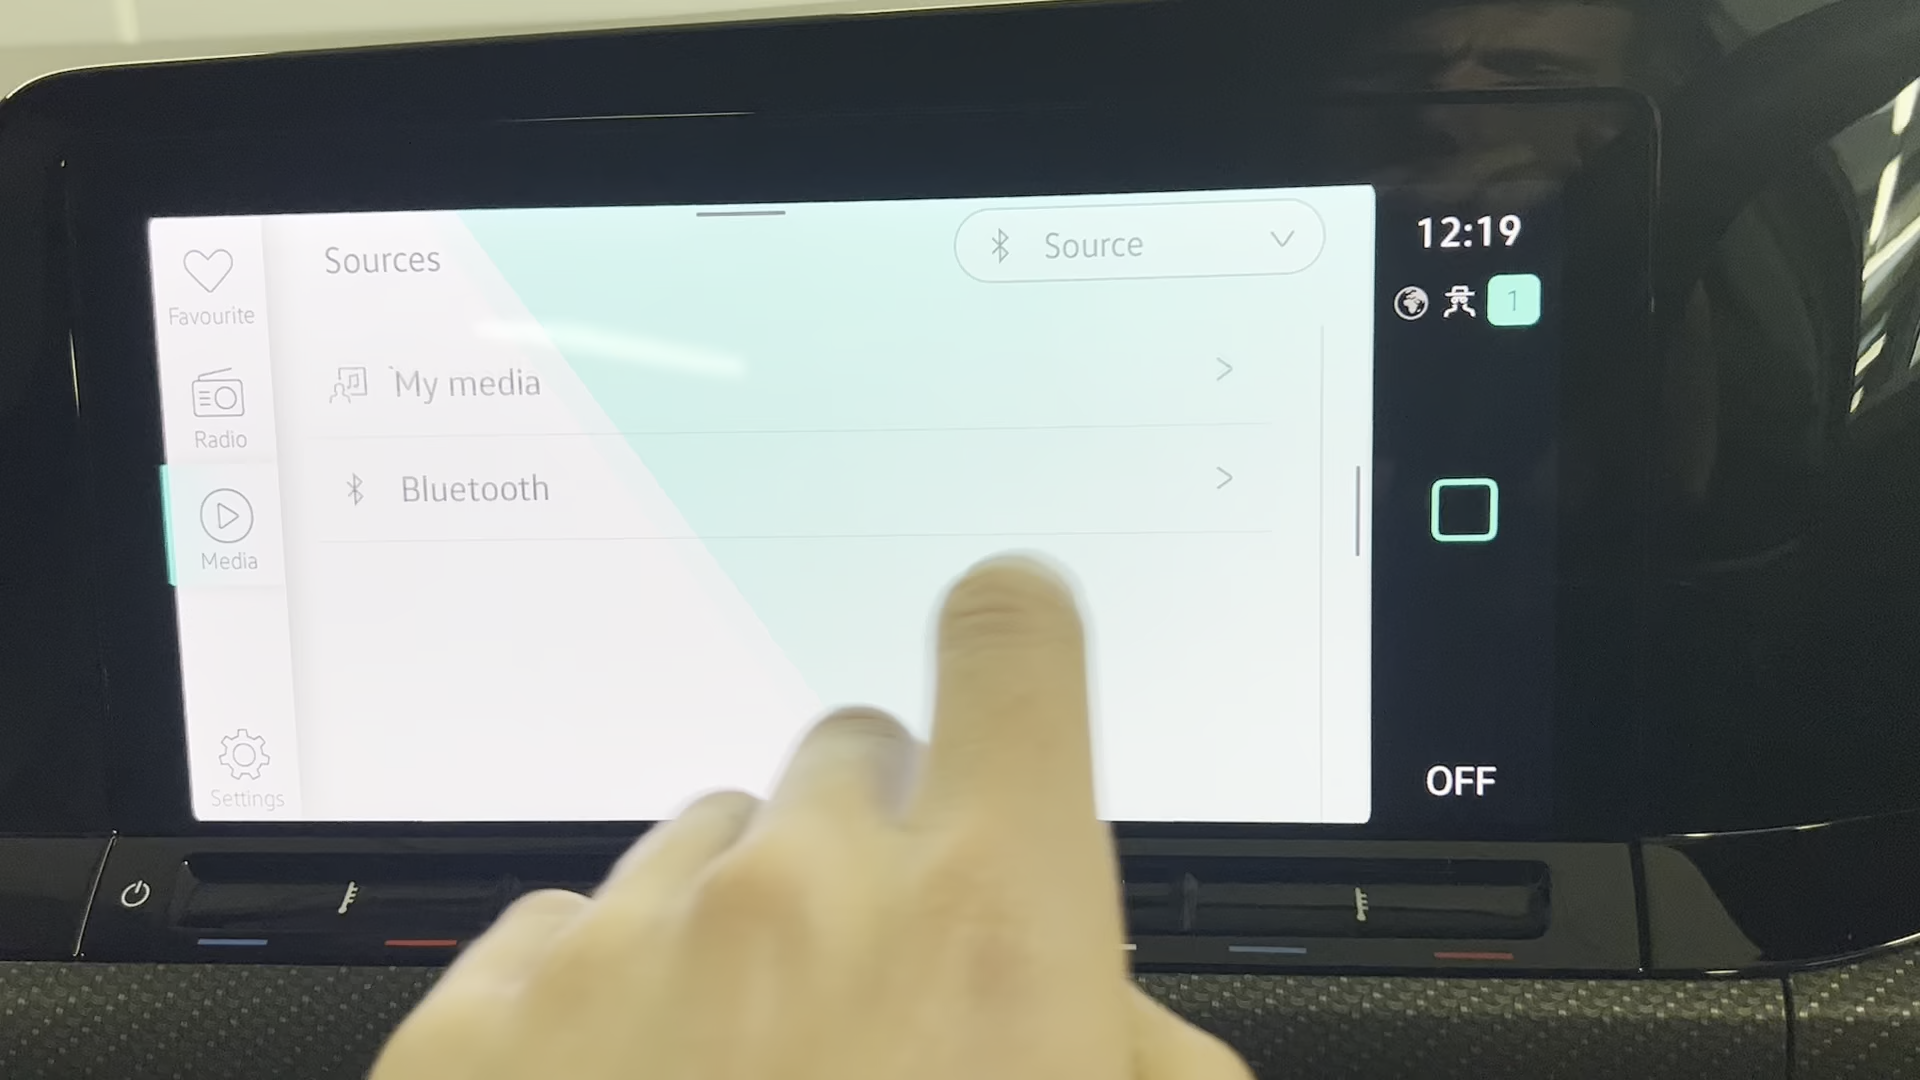 Sources
Source
12:19
Favourite
1
My media
Radio
Bluetooth
Media
Settings
OFF